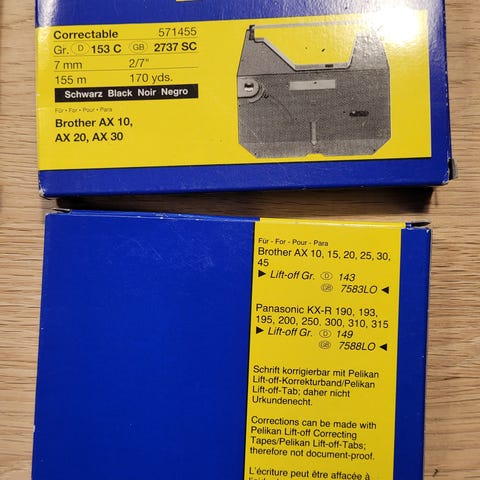 Correctable 571455
Gr. D 153 C GB 2737 SC
7 mm 2/7"
155 m 170 yds.
Schwarz Black Noir Negro
Für • For • Pour • Para
Brother AX 10,
AX 20, AX 30
Für - For - Pour - Para
Brother AX 10, 15, 20, 25, 30,
45
► Lift-off Gr. D 143
GB 7583LO ◄
Panasonic KX-R 190, 193,
195, 200, 250. 300, 310, 315
► Lift-off Gr. D 149
GB 7588LO ◄
Schrift korrigierbar mit Pelikan
Lift-off-Korrekturband/Pelikan
Lift-off-Tab; daher nicht
Urkundenecht.
Corrections can be made with
Pelikan Lift-off Correcting
Tapes/Pelikan Lift-off-Tabs;
therefore not document-proof.
L'écriture peut être affacée à